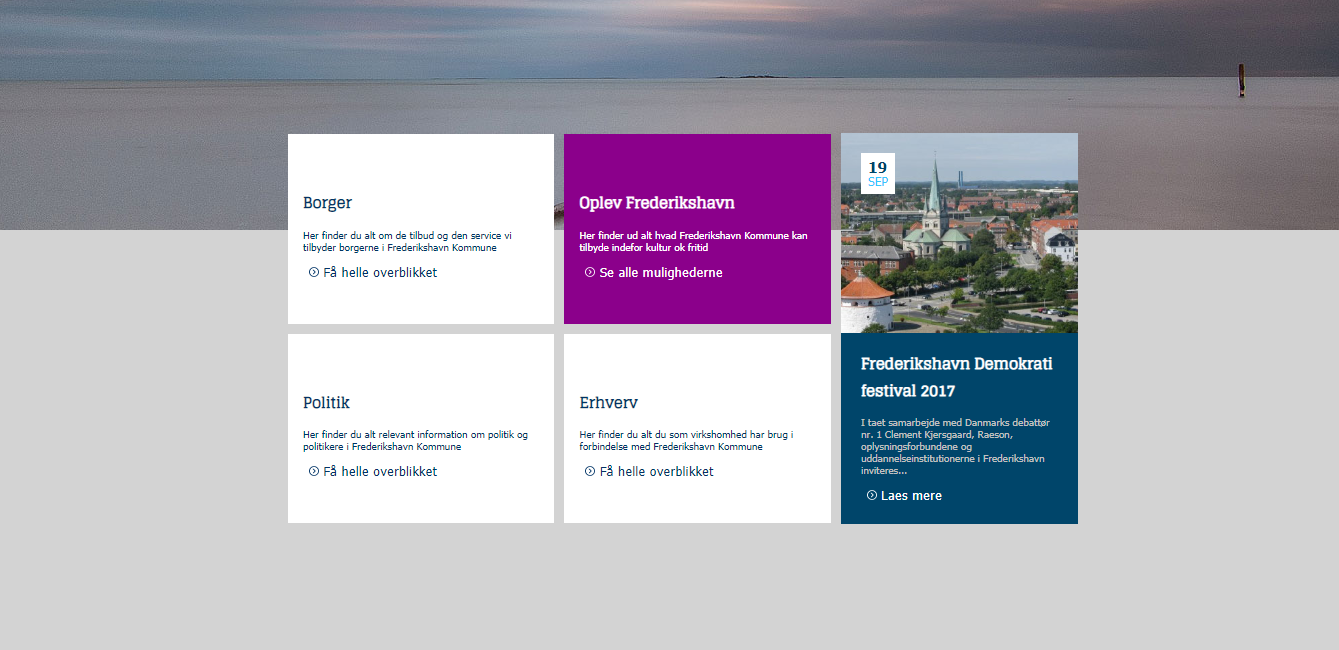 Borger
Her finder du alt om de tilbud og den service vi
tilbyder borgerne i Frederikshavn Kommune
Få helle overblikket
Oplev Frederikshavn
Her finder ud alt hvad Frederikshavn Kommune kan
tilbyde indefor kultur ok fritid
Se alle mulighederne
19
SEP
Frederikshavn Demokrati
festival 2017
I taet samarbejde med Danmarks debattør
nr. 1 Clement Kjersgaard, Raeson,
oplysningsforbundene og
uddannelseinstitutionerne i Frederikshavn
inviteres...
Laes mere
Politik
Her finder du alt relevant information om politik og
politikere i Frederikshavn Kommune
Få helle overblikket
Erhverv
Her finder du alt du som virkshomhed har brug i
forbindelse med Frederikshavn Kommune
Få helle overblikket